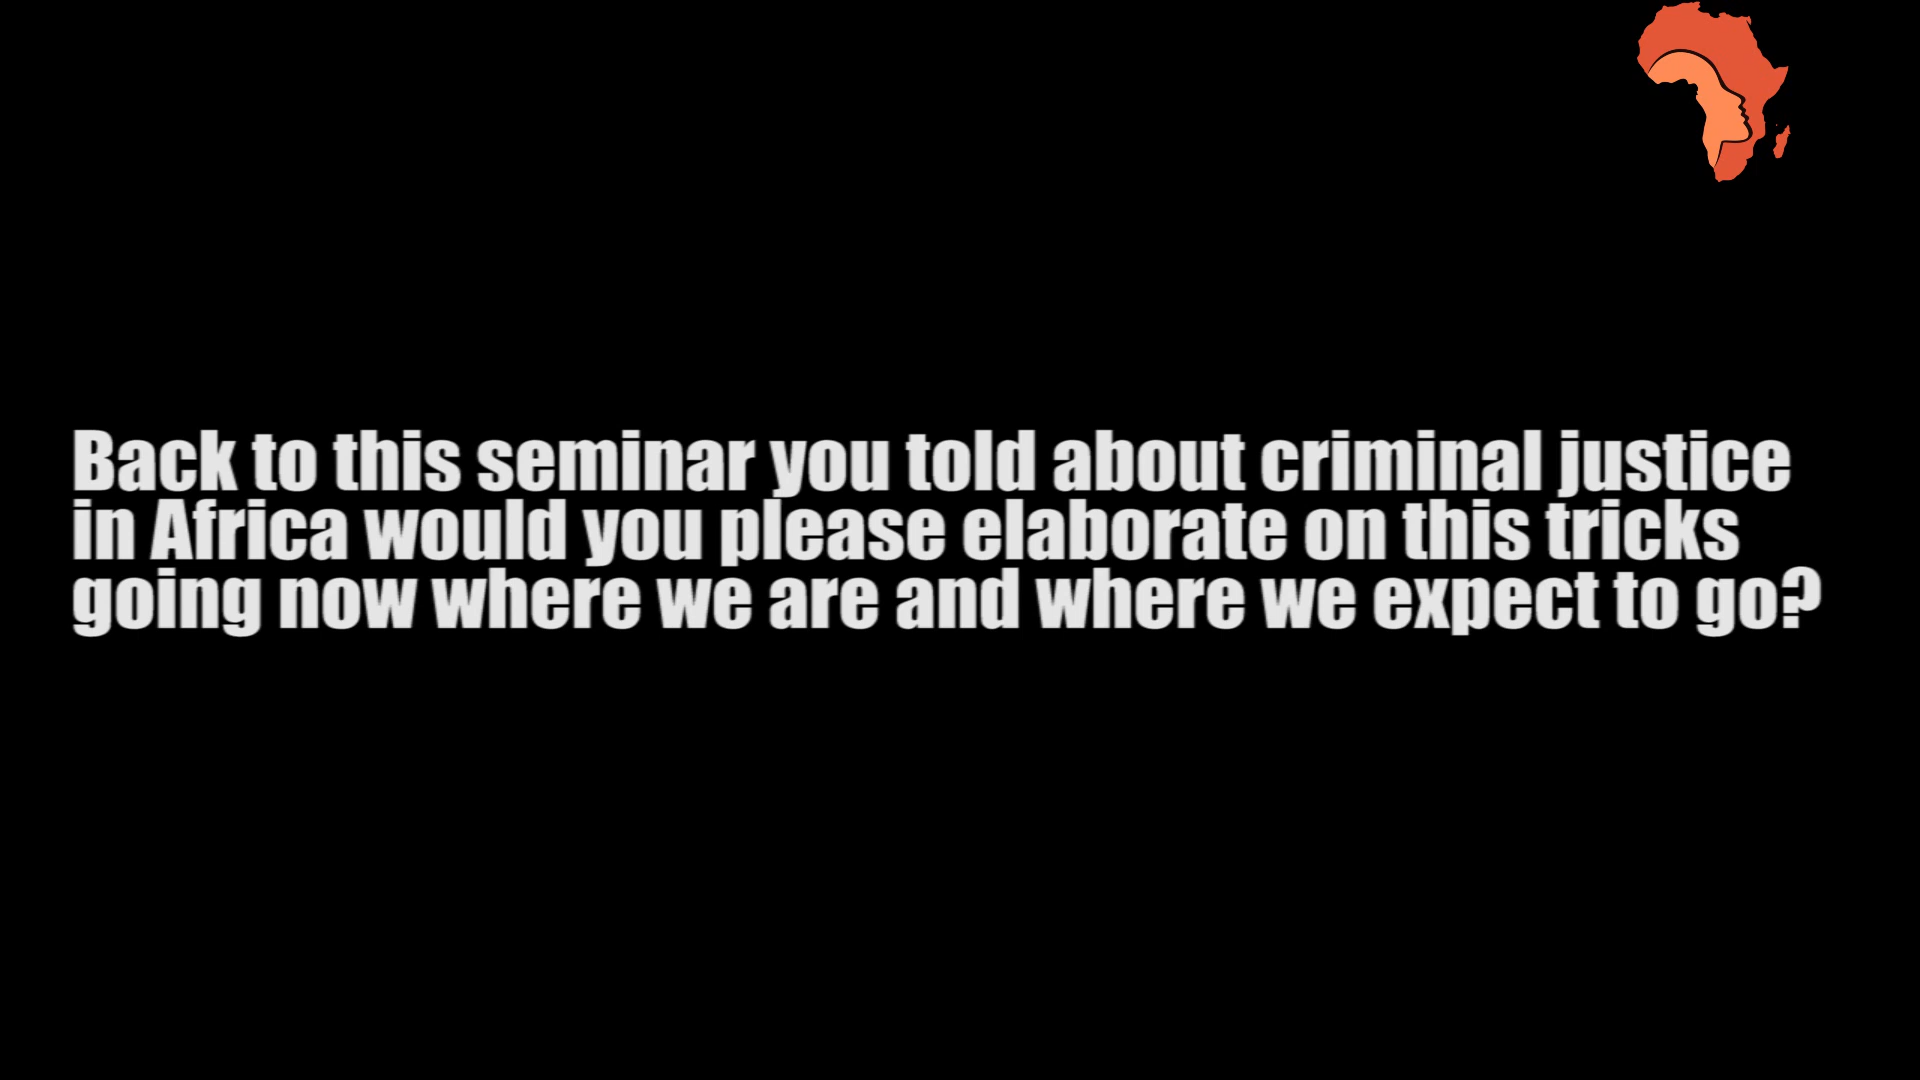 Back to this seminar you told about criminal justice
in Africa would you please elaborate on this tricks
going now where we are and where we expect to go?